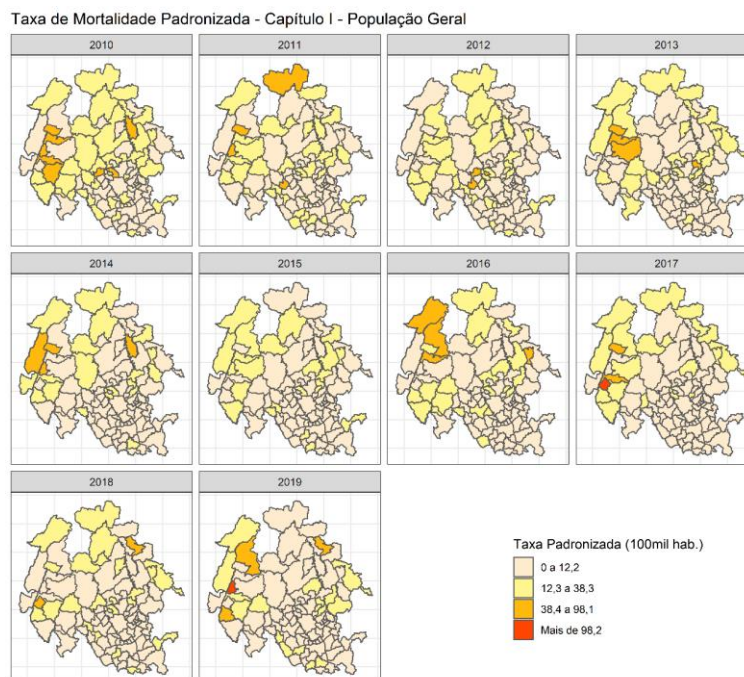 Taxa de Mortalidade Padronizada - Capítulo I - População Geral
2010
2011
2012
2013
2014
2015
2016
2017
2018
2019
Taxa Padronizada (100mil hab.)
0 a 12,2
12,3 a 38,3
38,4 a 98,1
Mais de 98,2